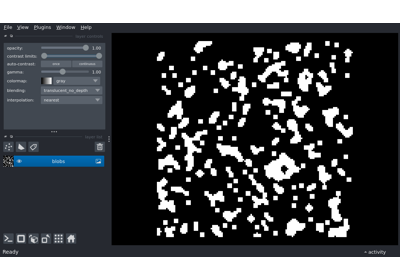 File View Plugins Window Help
opacity: 1.00
contrast limits:
auto-contrast: once continuous
gamma: 1.00
colormap: gray
blending: translucent_no_depth
interpolation: nearest
blobs
Ready
activity